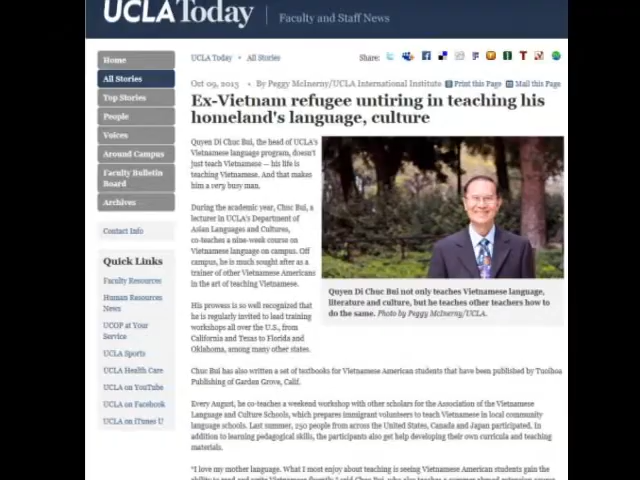 UCLA Today
Faculty and Staff News
Home
All Stories
Top Stories
People
Voices
Around Campus
Faculty Bulletin
Board
Archives
Contact Info
Quick Links
Faculty Resources
Human Resources
News
UCOP at Your
Service
UCLA Sports
UCLA Health Care
UCLA on YouTube
UCLA on Facebook
UCLA on iTunes U
UCLA Today • All Stories
Share:
Oct 09, 2013 • By Peggy McInerny/UCLA International Institute Print this Page Mail this Page
Ex-Vietnam refugee untiring in teaching his
homeland's language, culture
Quyen Di Chuc Bui, the head of UCLA's
Vietnamese language program, doesn't
just teach Vietnamese — his life is
teaching Vietnamese. And that makes
him a very busy man.
During the academic year, Chuc Bui, a
lecturer in UCLA's Department of
Asian Languages and Cultures,
co-teaches a nine-week course on
Vietnamese language on campus. Off
campus, he is much sought after as a
trainer of other Vietnamese Americans
in the art of teaching Vietnamese.
His prowess is so well recognized that
he is regularly invited to lead training
workshops all over the U.S., from
California and Texas to Florida and
Oklahoma, among many other states.
Quyen Di Chuc Bui not only teaches Vietnamese language,
literature and culture, but he teaches other teachers how to
do the same. Photo by Peggy McInerny/UCLA.
Chuc Bui has also written a set of textbooks for Vietnamese American students that have been published by Tuoihoa
Publishing of Garden Grove, Calif.
Every August, he co-teaches a weekend workshop with other scholars for the Association of the Vietnamese
Language and Culture Schools, which prepares immigrant volunteers to teach Vietnamese in local community
language schools. Last summer, 250 people from across the United States, Canada and Japan participated. In
addition to learning pedagogical skills, the participants also get help developing their own curricula and teaching
materials.
"I love my mother language. What I most enjoy about teaching is seeing Vietnamese American students gain the